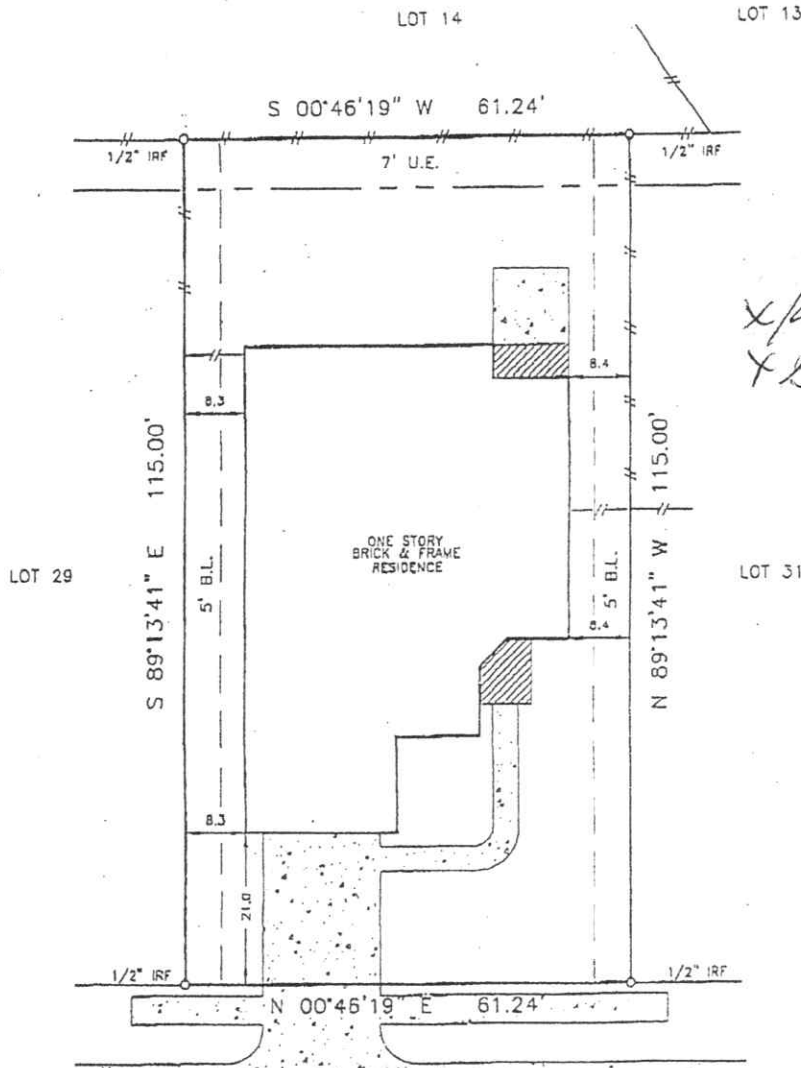 LOT 14
LOT 13
S 00°46'19" W 61.24'
1/2" IRF
1/2" IRF
7' U.E.
8.4
8.3
S 89°13'41" E 115.00'
N 89°13'41" W 115.00'
ONE STORY
BRICK & FRAME
RESIDENCE
LOT 29
LOT 31
5' B.L.
5' B.L.
8.4
8.3
21.0
1/2" IRF
1/2" IRF
N 00°46'19" E 61.24'